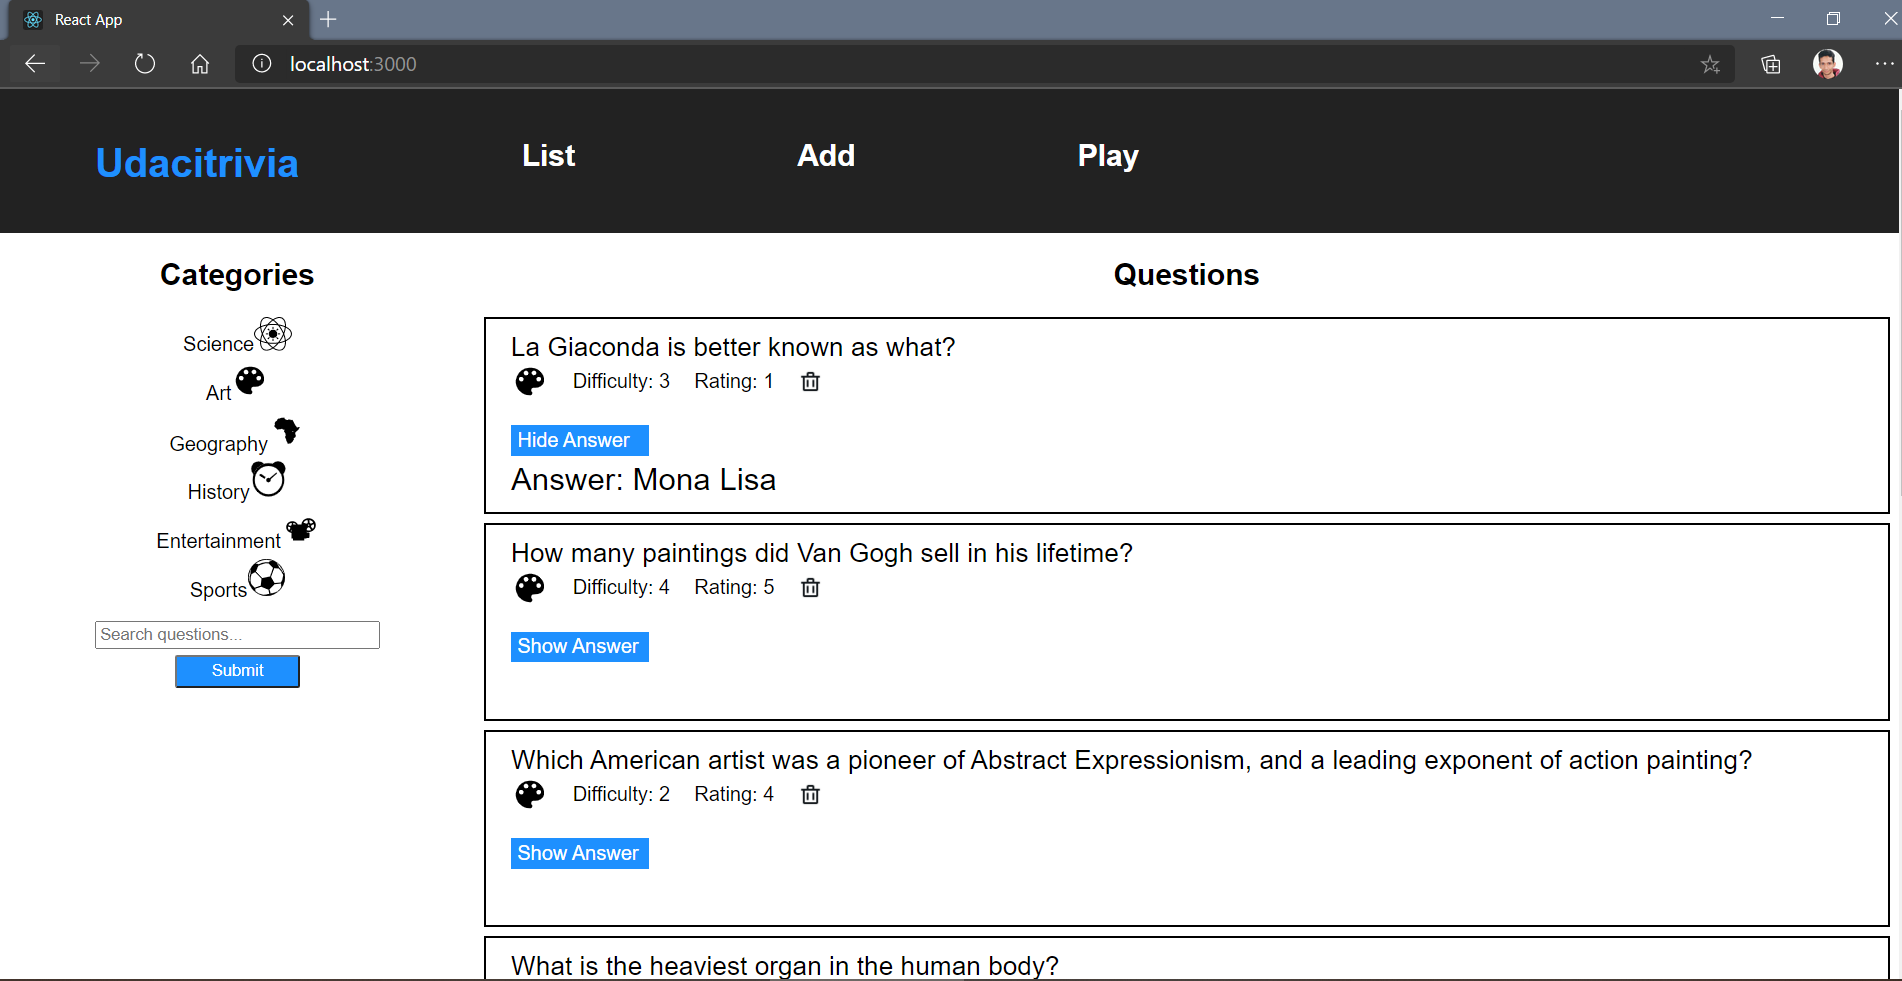 React App
localhost:3000
Udacitrivia
List
Add
Play
Categories
Science
Art
Geography
History
Entertainment
Sports
Search questions...
Submit
Questions
La Giaconda is better known as what?
Difficulty: 3 Rating: 1
Hide Answer
Answer: Mona Lisa
How many paintings did Van Gogh sell in his lifetime?
Difficulty: 4 Rating: 5
Show Answer
Which American artist was a pioneer of Abstract Expressionism, and a leading exponent of action painting?
Difficulty: 2 Rating: 4
Show Answer
What is the heaviest organ in the human body?